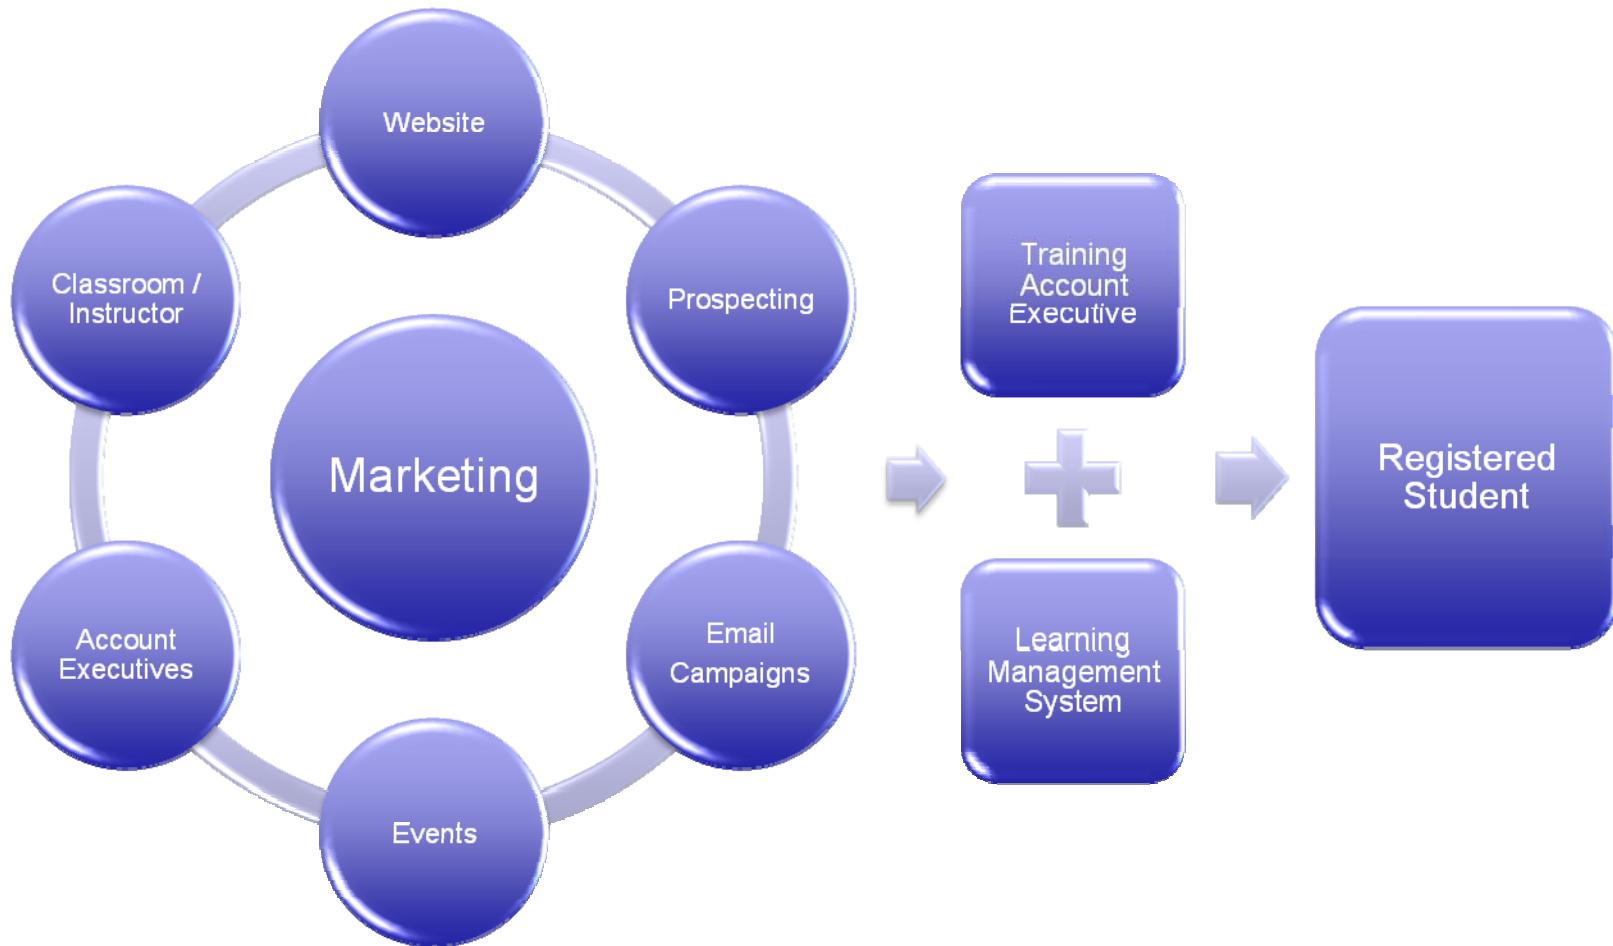 Website
Prospecting
Email
Campaigns
Events
Account
Executives
Classroom /
Instructor
Marketing
Training
Account
Executive
Learning
Management
System
Registered
Student